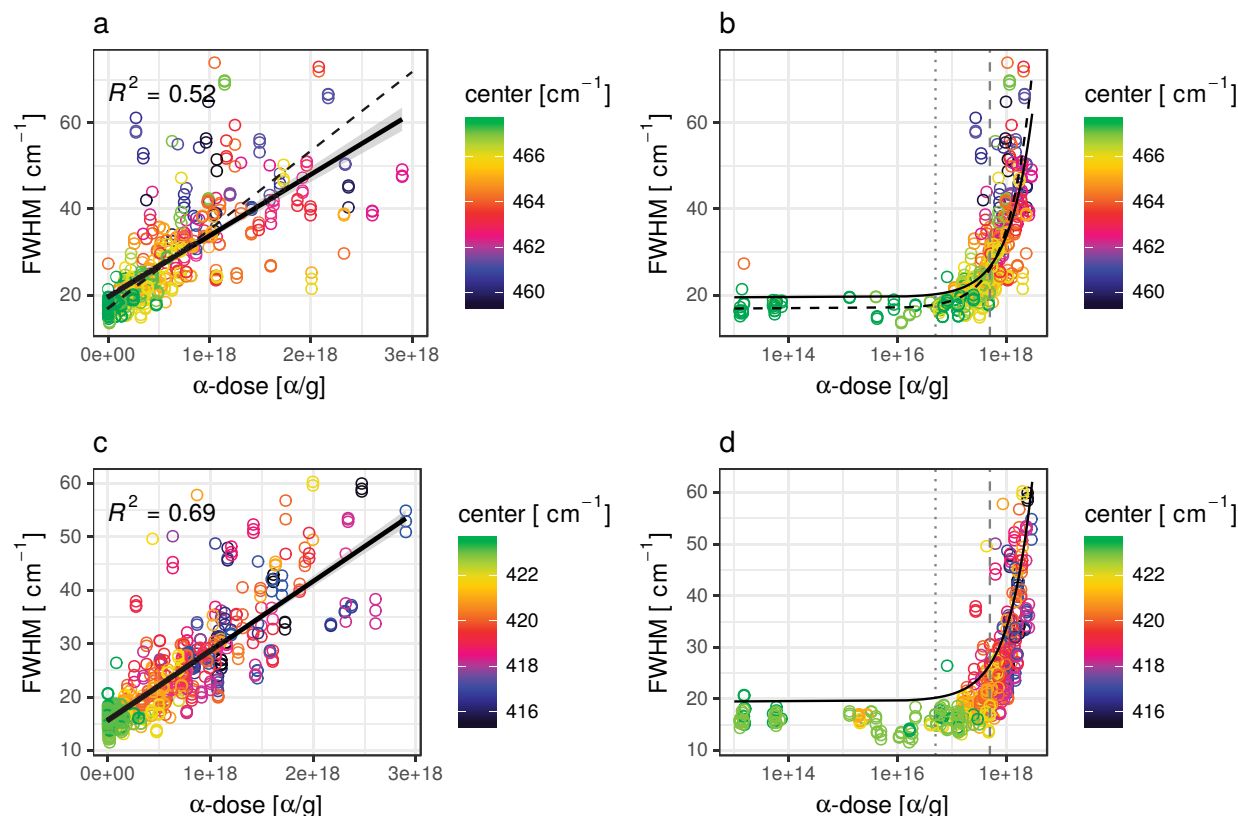 a
R² = 0.52
60
40
20
FWHM [ cm⁻¹]
0e+00 1e+18 2e+18 3e+18
α-dose [α/g]
center [cm⁻¹]
466
464
462
460
b
60
40
20
FWHM [ cm⁻¹]
1e+14 1e+16 1e+18
α-dose [α/g]
center [cm⁻¹]
466
464
462
460
c
R² = 0.69
60
50
40
30
20
10
FWHM [ cm⁻¹]
0e+00 1e+18 2e+18 3e+18
α-dose [α/g]
center [ cm⁻¹]
422
420
418
416
d
60
50
40
30
20
10
FWHM [ cm⁻¹]
1e+14 1e+16 1e+18
α-dose [α/g]
center [ cm⁻¹]
422
420
418
416